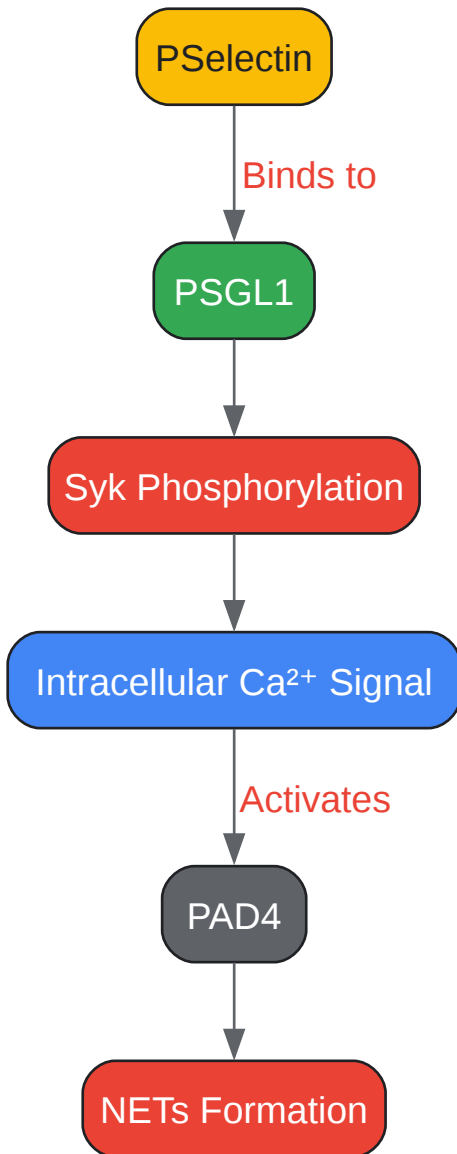 PSelectin
Binds to
PSGL1
Syk Phosphorylation
Intracellular Ca²⁺ Signal
Activates
PAD4
NETs Formation